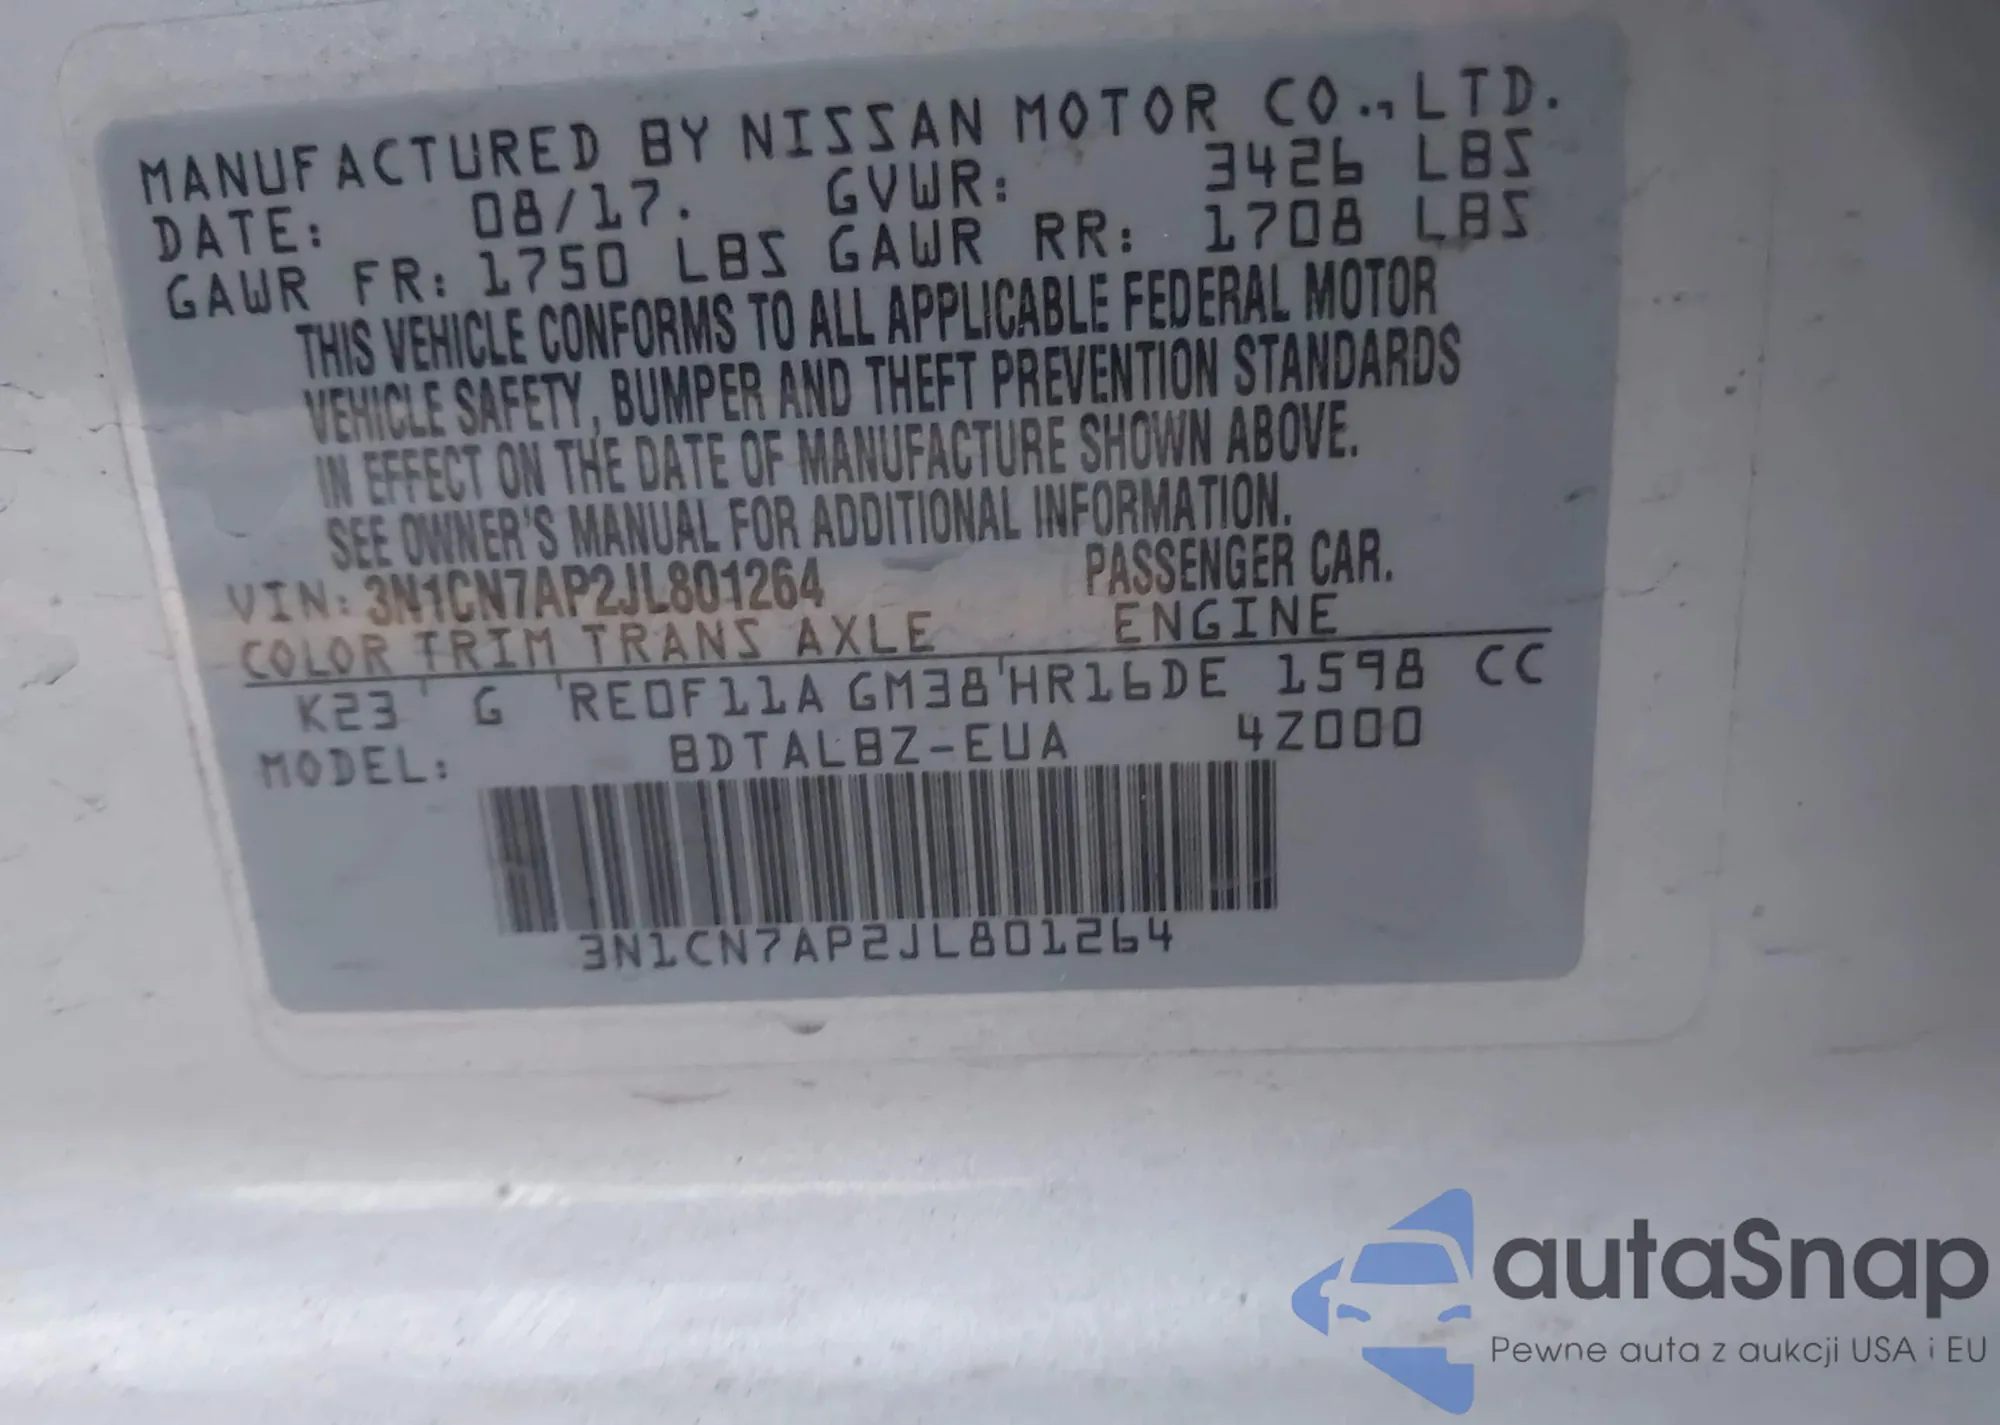 MANUFACTURED BY NISSAN MOTOR CO., LTD.
DATE: 08/17. GVWR: 3426 LBS
GAWR FR: 1750 LBS GAWR RR: 1708 LBS
THIS VEHICLE CONFORMS TO ALL APPLICABLE FEDERAL MOTOR
VEHICLE SAFETY, BUMPER AND THEFT PREVENTION STANDARDS
IN EFFECT ON THE DATE OF MANUFACTURE SHOWN ABOVE.
SEE OWNER'S MANUAL FOR ADDITIONAL INFORMATION.
VIN: 3N1CN7AP2JL801264 PASSENGER CAR.
COLOR TRIM TRANS AXLE ENGINE
K23 G RE0F11A GM38 HR16DE 1598 CC
MODEL: BDTALBZ-EUA 4Z000
3N1CN7AP2JL801264
autaSnap
Pewne auta z aukcji USA i EU